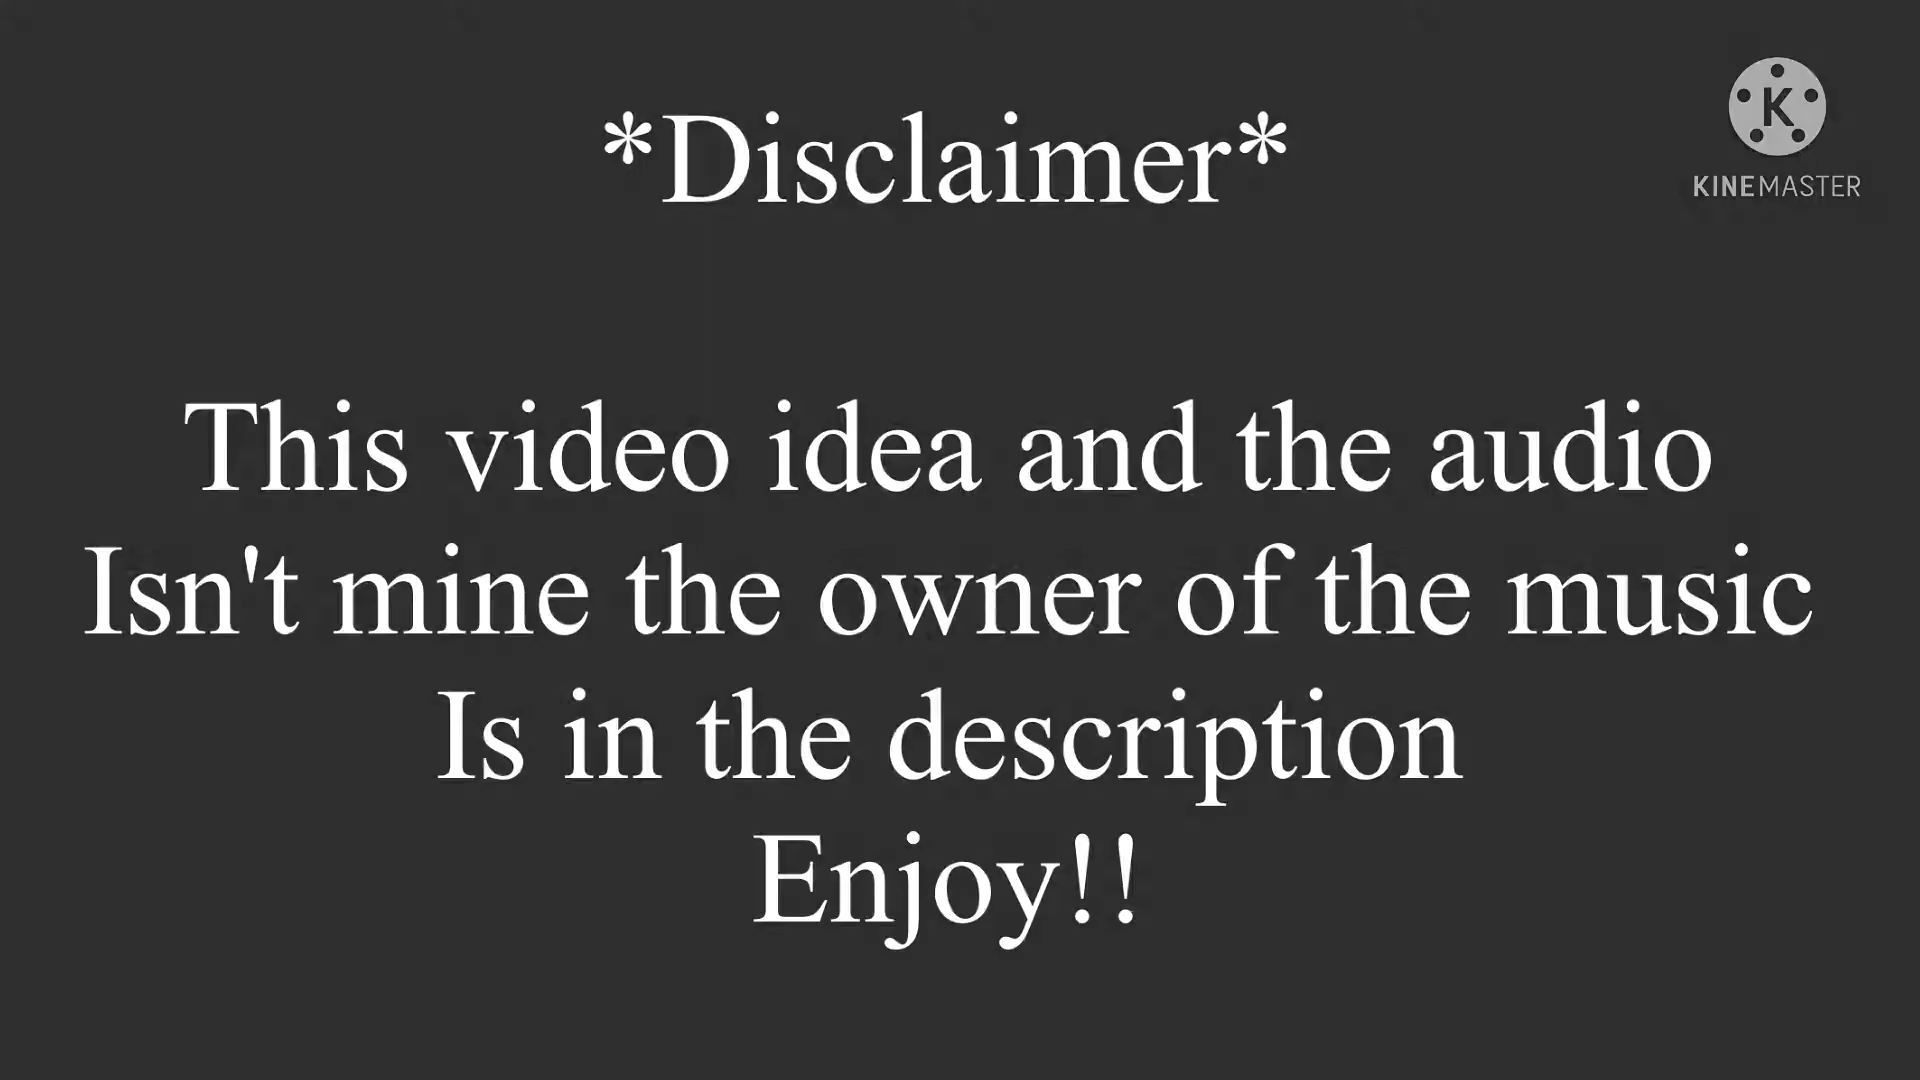 *Disclaimer*
K
KINEMASTER
This video idea and the audio
Isn't mine the owner of the music
Is in the description
Enjoy!!